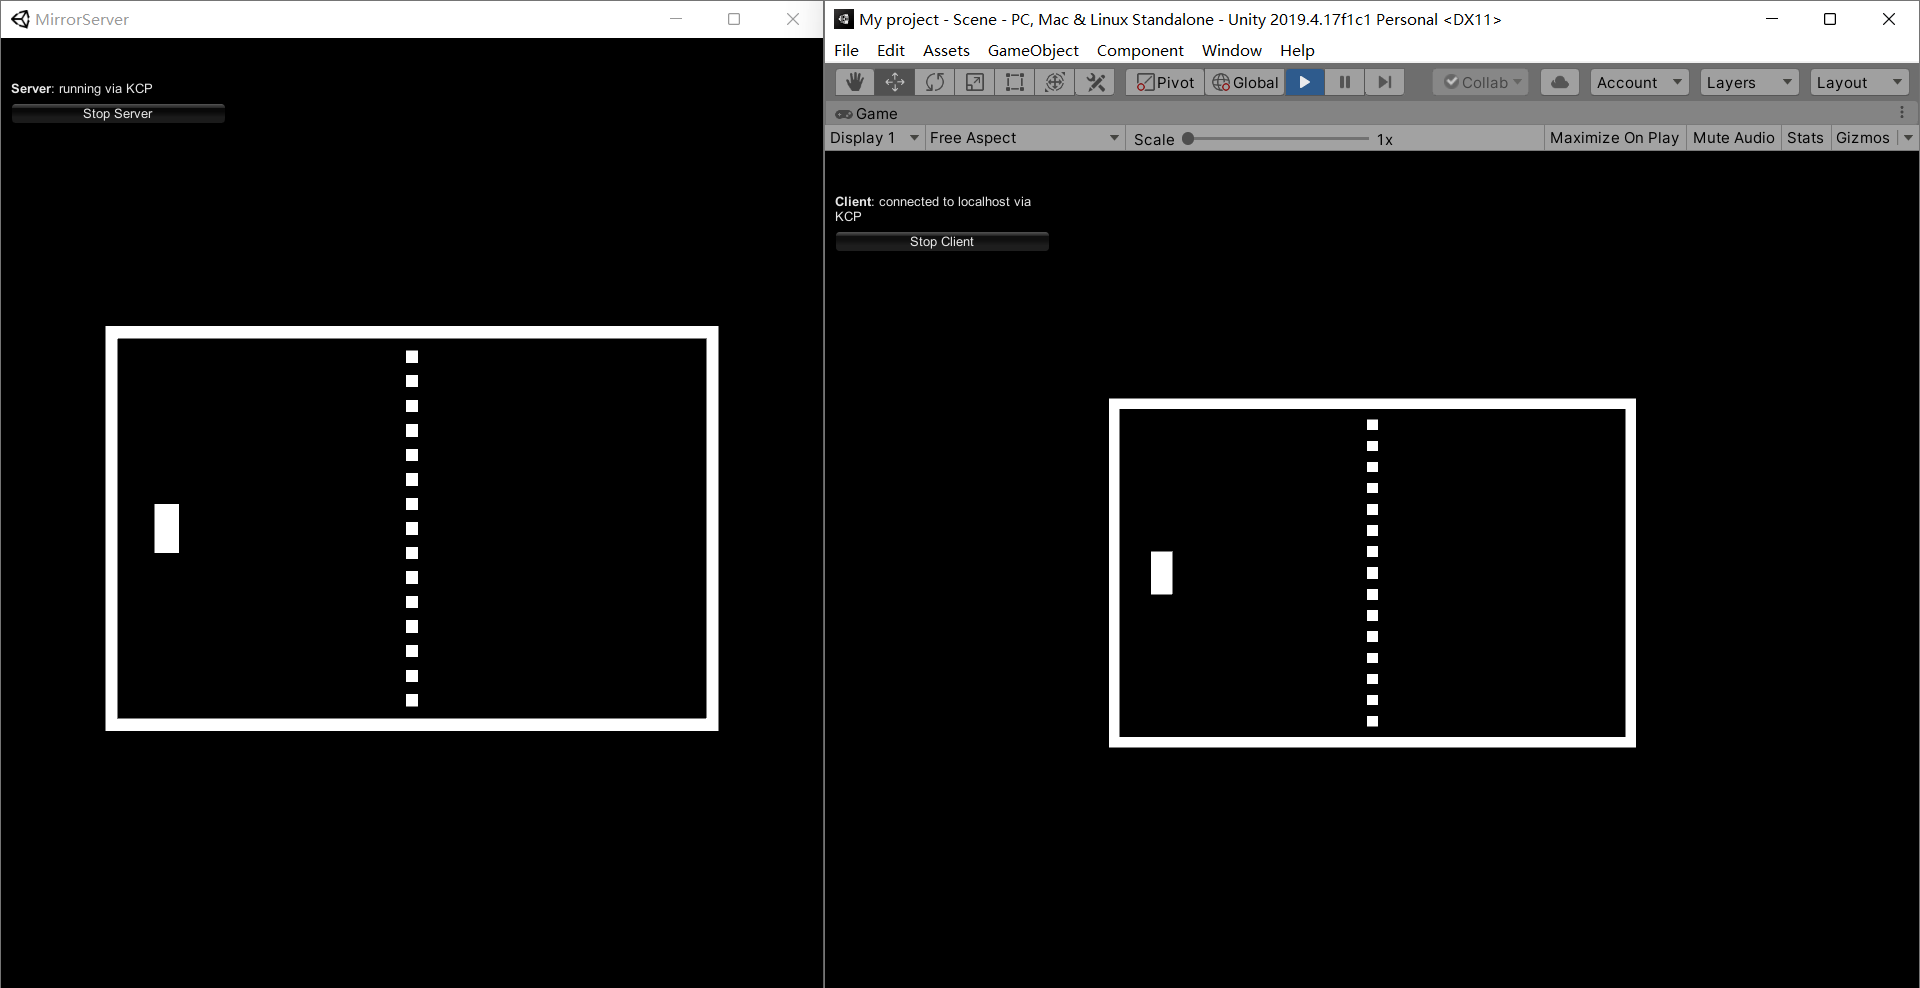 MirrorServer
Server: running via KCP
Stop Server
My project - Scene - PC, Mac & Linux Standalone - Unity 2019.4.17f1c1 Personal <DX11>
File Edit Assets GameObject Component Window Help
Pivot Global Collab Account Layers Layout
Game
Display 1 Free Aspect Scale 1x Maximize On Play Mute Audio Stats Gizmos
Client: connected to localhost via
KCP
Stop Client